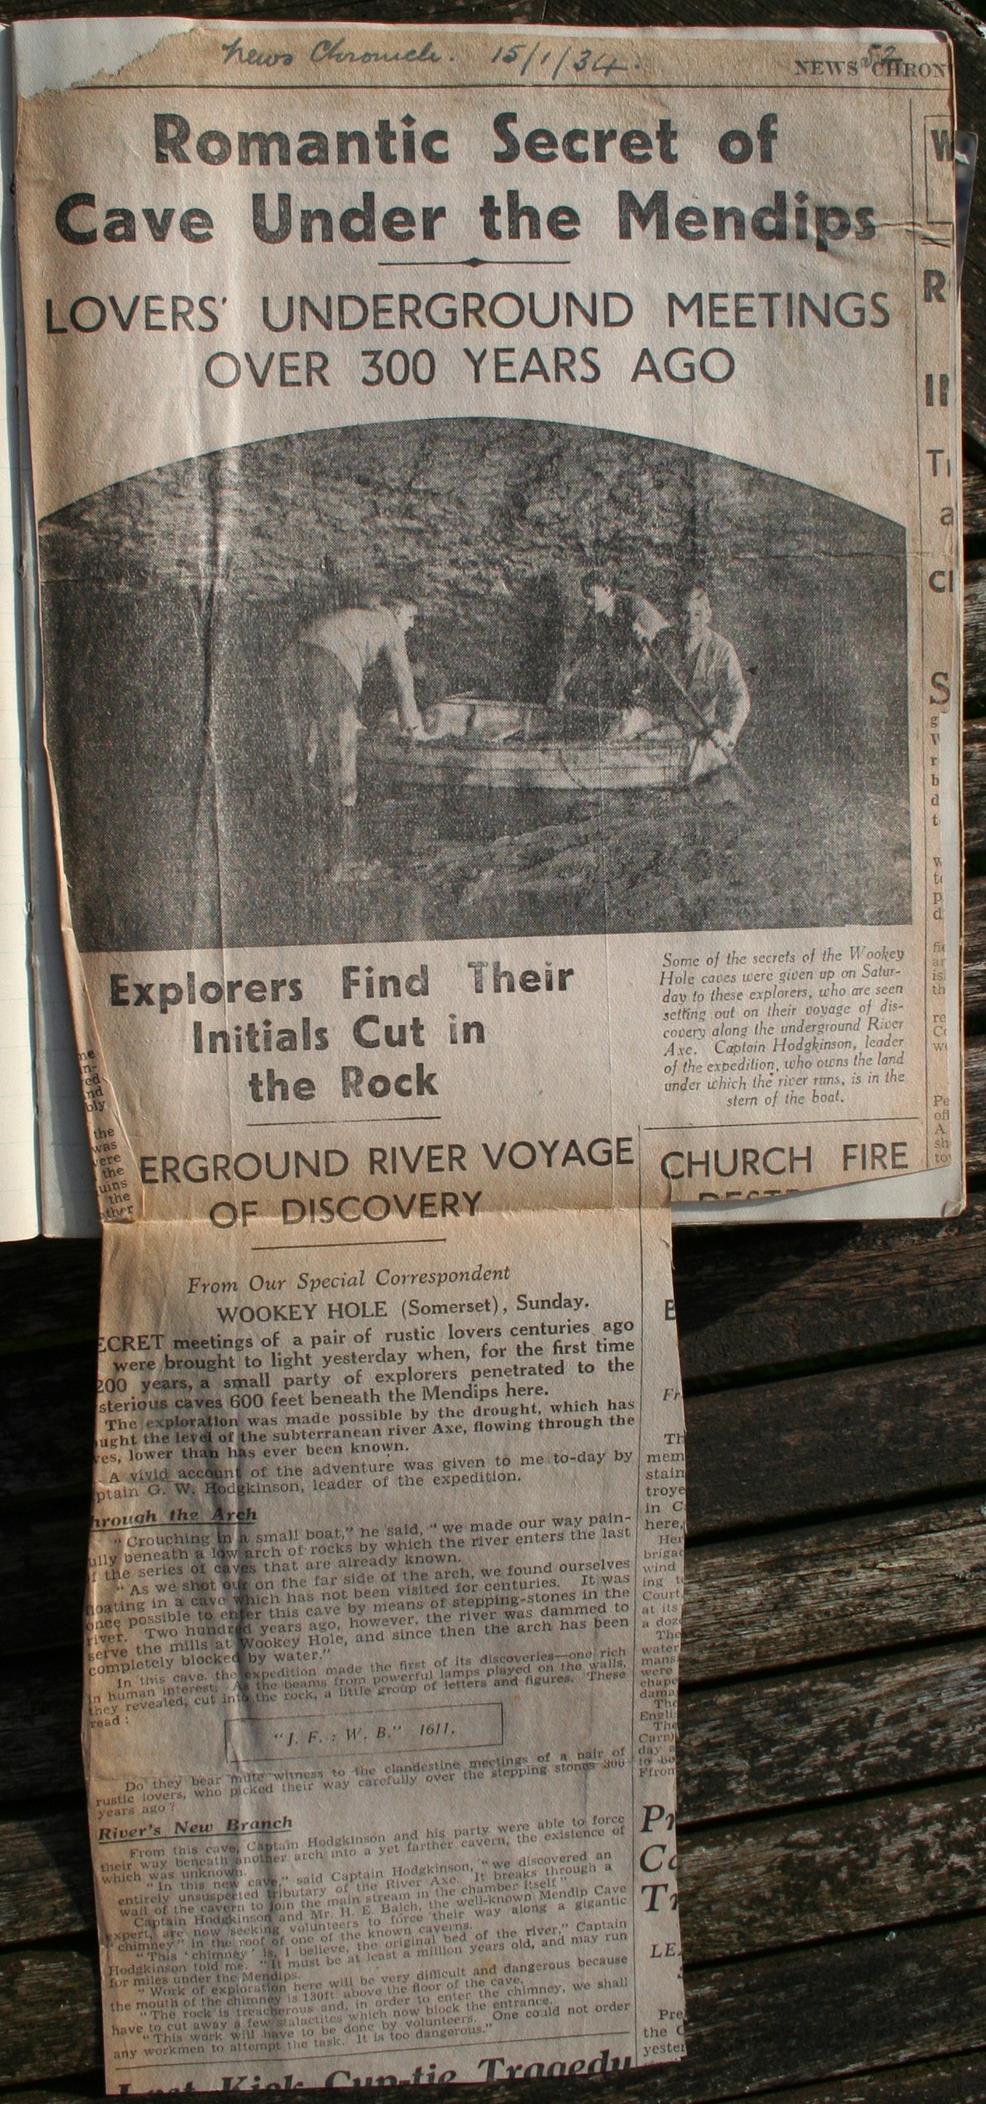 News Chronicle. 15/1/34.
52
NEWS CHRON
Romantic Secret of
Cave Under the Mendips
LOVERS' UNDERGROUND MEETINGS
OVER 300 YEARS AGO
Some of the secrets of the Wookey
Hole caves were given up on Satur-
day to these explorers, who are seen
setting out on their voyage of dis-
covery along the underground River
Axe. Captain Hodgkinson, leader
of the expedition, who owns the land
under which the river runs, is in the
stern of the boat.
Explorers Find Their
Initials Cut in
the Rock
ERGROUND RIVER VOYAGE
OF DISCOVERY
From Our Special Correspondent
WOOKEY HOLE (Somerset), Sunday.
ECRET meetings of a pair of rustic lovers centuries ago
were brought to light yesterday when, for the first time
200 years, a small party of explorers penetrated to the
sterious caves 600 feet beneath the Mendips here.
The exploration was made possible by the drought, which has
ught the level of the subterranean river Axe, flowing through the
ves, lower than has ever been known.
A vivid account of the adventure was given to me to-day by
ptain G. W. Hodgkinson, leader of the expedition.
hrough the Arch
"Crouching in a small boat," he said, "we made our way pain-
ully beneath a low arch of rocks by which the river enters the last
f the series of caves that are already known.
"As we shot out on the far side of the arch, we found ourselves
floating in a cave which has not been visited for centuries. It was
once possible to enter this cave by means of stepping-stones in the
river. Two hundred years ago, however, the river was dammed to
serve the mills at Wookey Hole, and since then the arch has been
completely blocked by water."
In this cave, the expedition made the first of its discoveries—one rich
in human interest. As the beams from powerful lamps played on the walls,
they revealed, cut into the rock, a little group of letters and figures. These
read:
"J. F.: W. B." 1611.
Do they bear mute witness to the clandestine meetings of a pair of
rustic lovers, who picked their way carefully over the stepping stones 300
years ago?
River's New Branch
From this cave, Captain Hodgkinson and his party were able to force
their way beneath another arch into a yet farther cavern, the existence of
which was unknown.
"In this new cave," said Captain Hodgkinson, "we discovered an
entirely unsuspected tributary of the River Axe. It breaks through a
wall of the cavern to join the main stream in the chamber itself"
Captain Hodgkinson and Mr. H. E. Balch, the well-known Mendip Cave
expert, are now seeking volunteers to force their way along a gigantic
"chimney" in the roof of one of the known caverns.
"This 'chimney' is, I believe, the original bed of the river," Captain
Hodgkinson told me. "It must be at least a million years old, and may run
for miles under the Mendips.
"Work of exploration here will be very difficult and dangerous because
the mouth of the chimney is 130ft above the floor of the cave.
"The rock is treacherous and, in order to enter the chimney, we shall
have to cut away a few stalactites which now block the entrance.
"This work will have to be done by volunteers. One could not order
any workmen to attempt the task. It is too dangerous."
Last Kick Cup-tie Tragedy
CHURCH FIRE